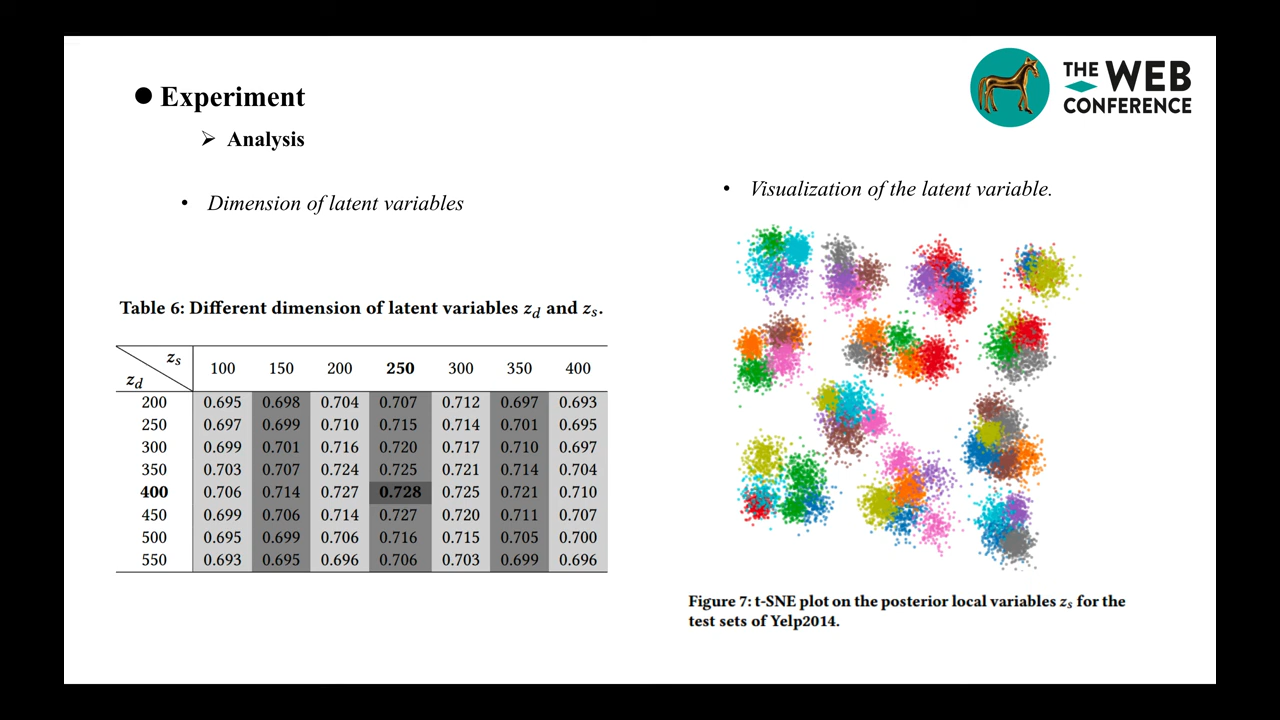 ● Experiment
➢ Analysis
• Dimension of latent variables
Table 6: Different dimension of latent variables z_d and z_s.
z_s
z_d
100 150 200 250 300 350 400
200 0.695 0.698 0.704 0.707 0.712 0.697 0.693
250 0.697 0.699 0.710 0.715 0.714 0.701 0.695
300 0.699 0.701 0.716 0.720 0.717 0.710 0.697
350 0.703 0.707 0.724 0.725 0.721 0.714 0.704
400 0.706 0.714 0.727 0.728 0.725 0.721 0.710
450 0.699 0.706 0.714 0.727 0.720 0.711 0.707
500 0.695 0.699 0.706 0.716 0.715 0.705 0.700
550 0.693 0.695 0.696 0.706 0.703 0.699 0.696
THE WEB
CONFERENCE
• Visualization of the latent variable.
Figure 7: t-SNE plot on the posterior local variables z_s for the
test sets of Yelp2014.